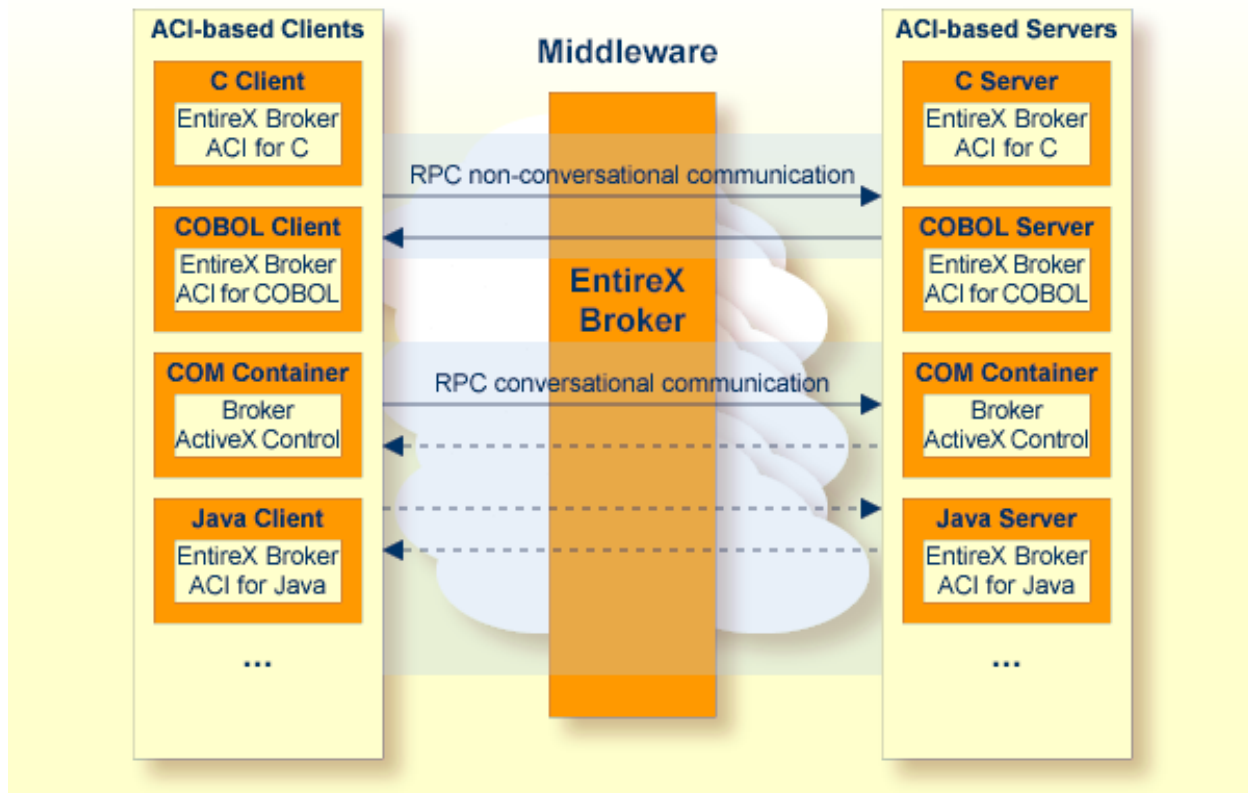 ACI-based Clients
C Client
EntireX Broker
ACI for C
COBOL Client
EntireX Broker
ACI for COBOL
COM Container
Broker
ActiveX Control
Java Client
EntireX Broker
ACI for Java
...
Middleware
RPC non-conversational communication
EntireX
Broker
RPC conversational communication
ACI-based Servers
C Server
EntireX Broker
ACI for C
COBOL Server
EntireX Broker
ACI for COBOL
COM Container
Broker
ActiveX Control
Java Server
EntireX Broker
ACI for Java
...